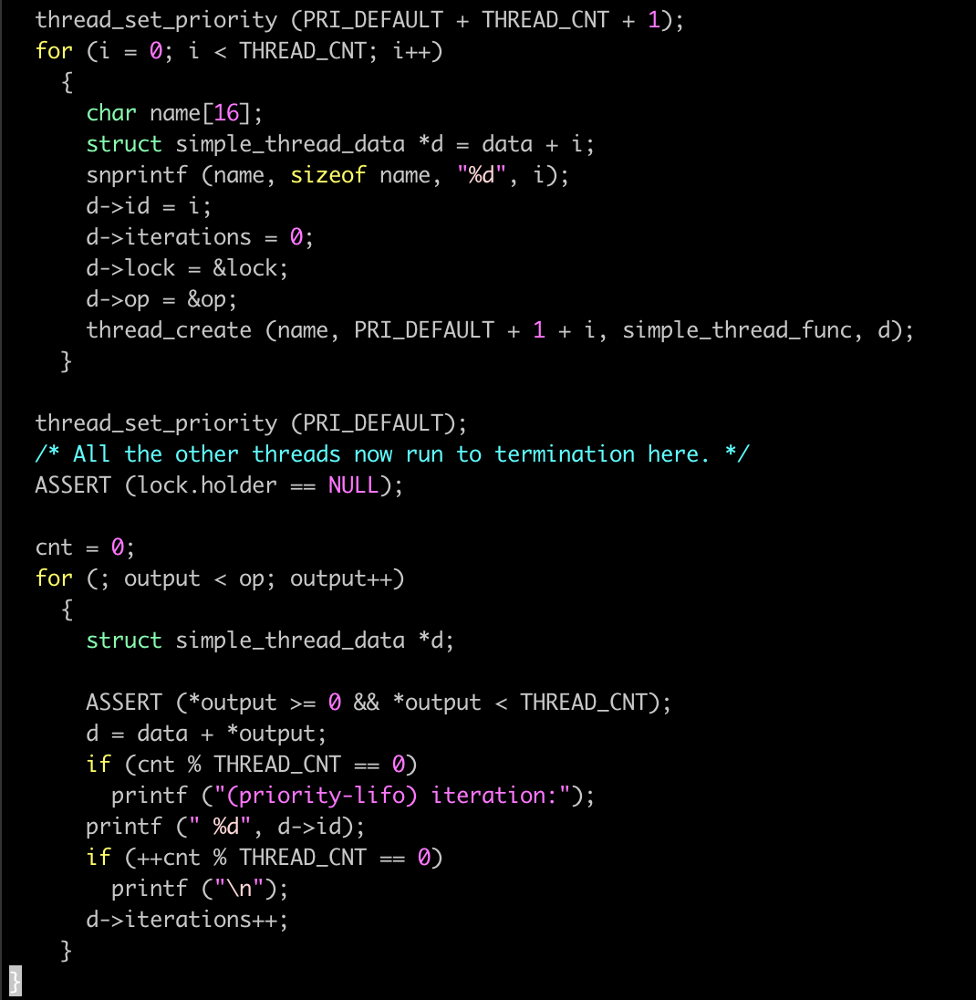 thread_set_priority (PRI_DEFAULT + THREAD_CNT + 1);
for (i = 0; i < THREAD_CNT; i++)
{
char name[16];
struct simple_thread_data *d = data + i;
snprintf (name, sizeof name, "%d", i);
d->id = i;
d->iterations = 0;
d->lock = &lock;
d->op = &op;
thread_create (name, PRI_DEFAULT + 1 + i, simple_thread_func, d);
}
thread_set_priority (PRI_DEFAULT);
/* All the other threads now run to termination here. */
ASSERT (lock.holder == NULL);
cnt = 0;
for (; output < op; output++)
{
struct simple_thread_data *d;
ASSERT (*output >= 0 && *output < THREAD_CNT);
d = data + *output;
if (cnt % THREAD_CNT == 0)
printf ("(priority-lifo) iteration:");
printf (" %d", d->id);
if (++cnt % THREAD_CNT == 0)
printf ("\n");
d->iterations++;
}
}